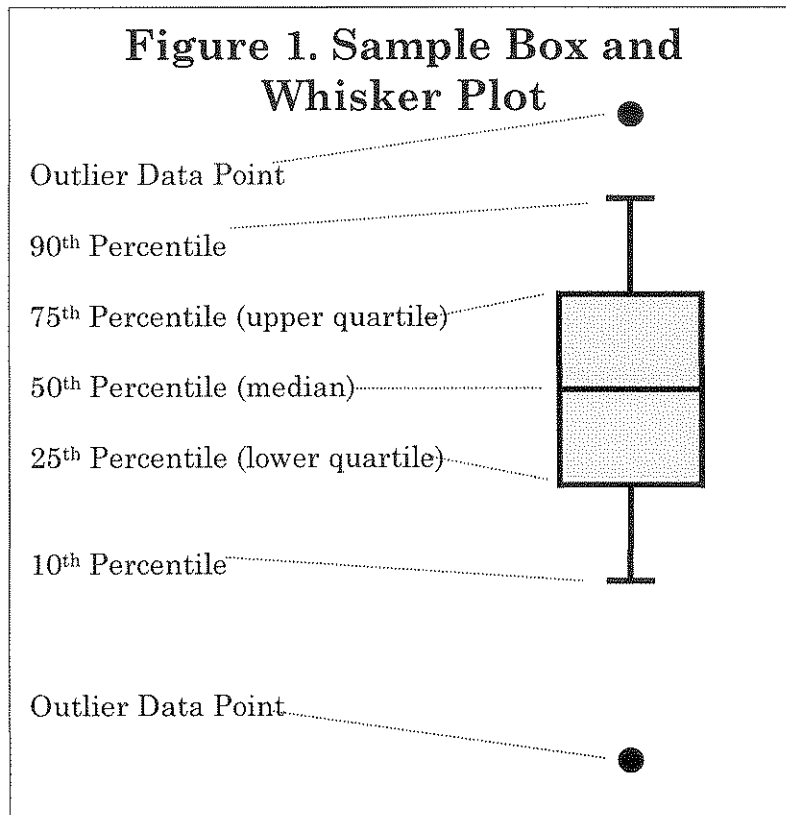 Figure 1. Sample Box and
Whisker Plot
Outlier Data Point
90th Percentile
75th Percentile (upper quartile)
50th Percentile (median)
25th Percentile (lower quartile)
10th Percentile
Outlier Data Point